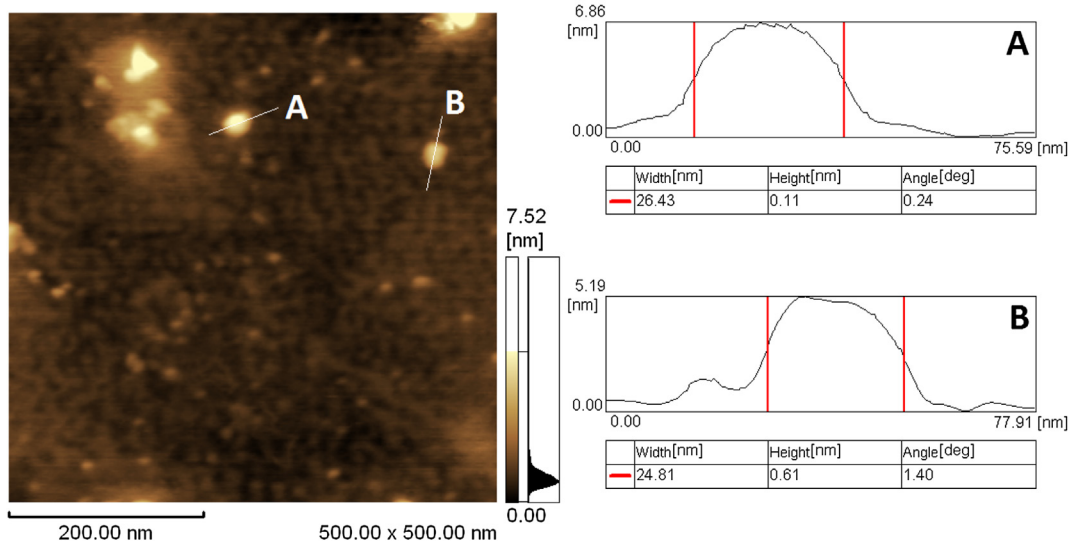 A
B
200.00 nm
500.00 x 500.00 nm
7.52
[nm]
0.00
6.86
[nm]
A
0.00
0.00
75.59 [nm]
Width[nm] Height[nm] Angle[deg]
26.43 0.11 0.24
5.19
[nm]
B
0.00
0.00
77.91 [nm]
Width[nm] Height[nm] Angle[deg]
24.81 0.61 1.40